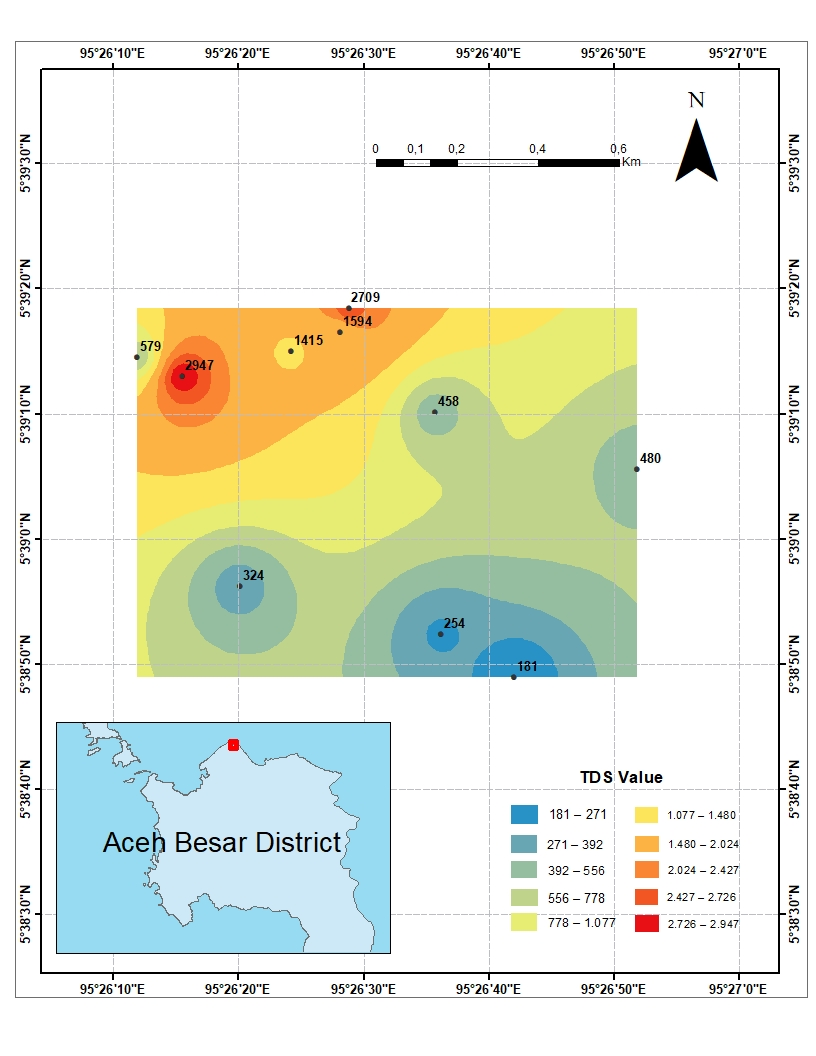 95°26'10"E 95°26'20"E 95°26'30"E 95°26'40"E 95°26'50"E 95°27'0"E
N
0 0,1 0,2 0,4 0,6
Km
5°39'30"N 5°39'30"N
5°39'20"N 5°39'20"N
2709
1594
579
1415
2947
458
5°39'10"N 5°39'10"N
480
5°39'0"N 5°39'0"N
324
254
181
5°38'50"N 5°38'50"N
TDS Value
5°38'40"N 5°38'40"N
181 – 271 1.077 – 1.480
271 – 392 1.480 – 2.024
392 – 556 2.024 – 2.427
556 – 778 2.427 – 2.726
778 – 1.077 2.726 – 2.947
Aceh Besar District
5°38'30"N 5°38'30"N
95°26'10"E 95°26'20"E 95°26'30"E 95°26'40"E 95°26'50"E 95°27'0"E